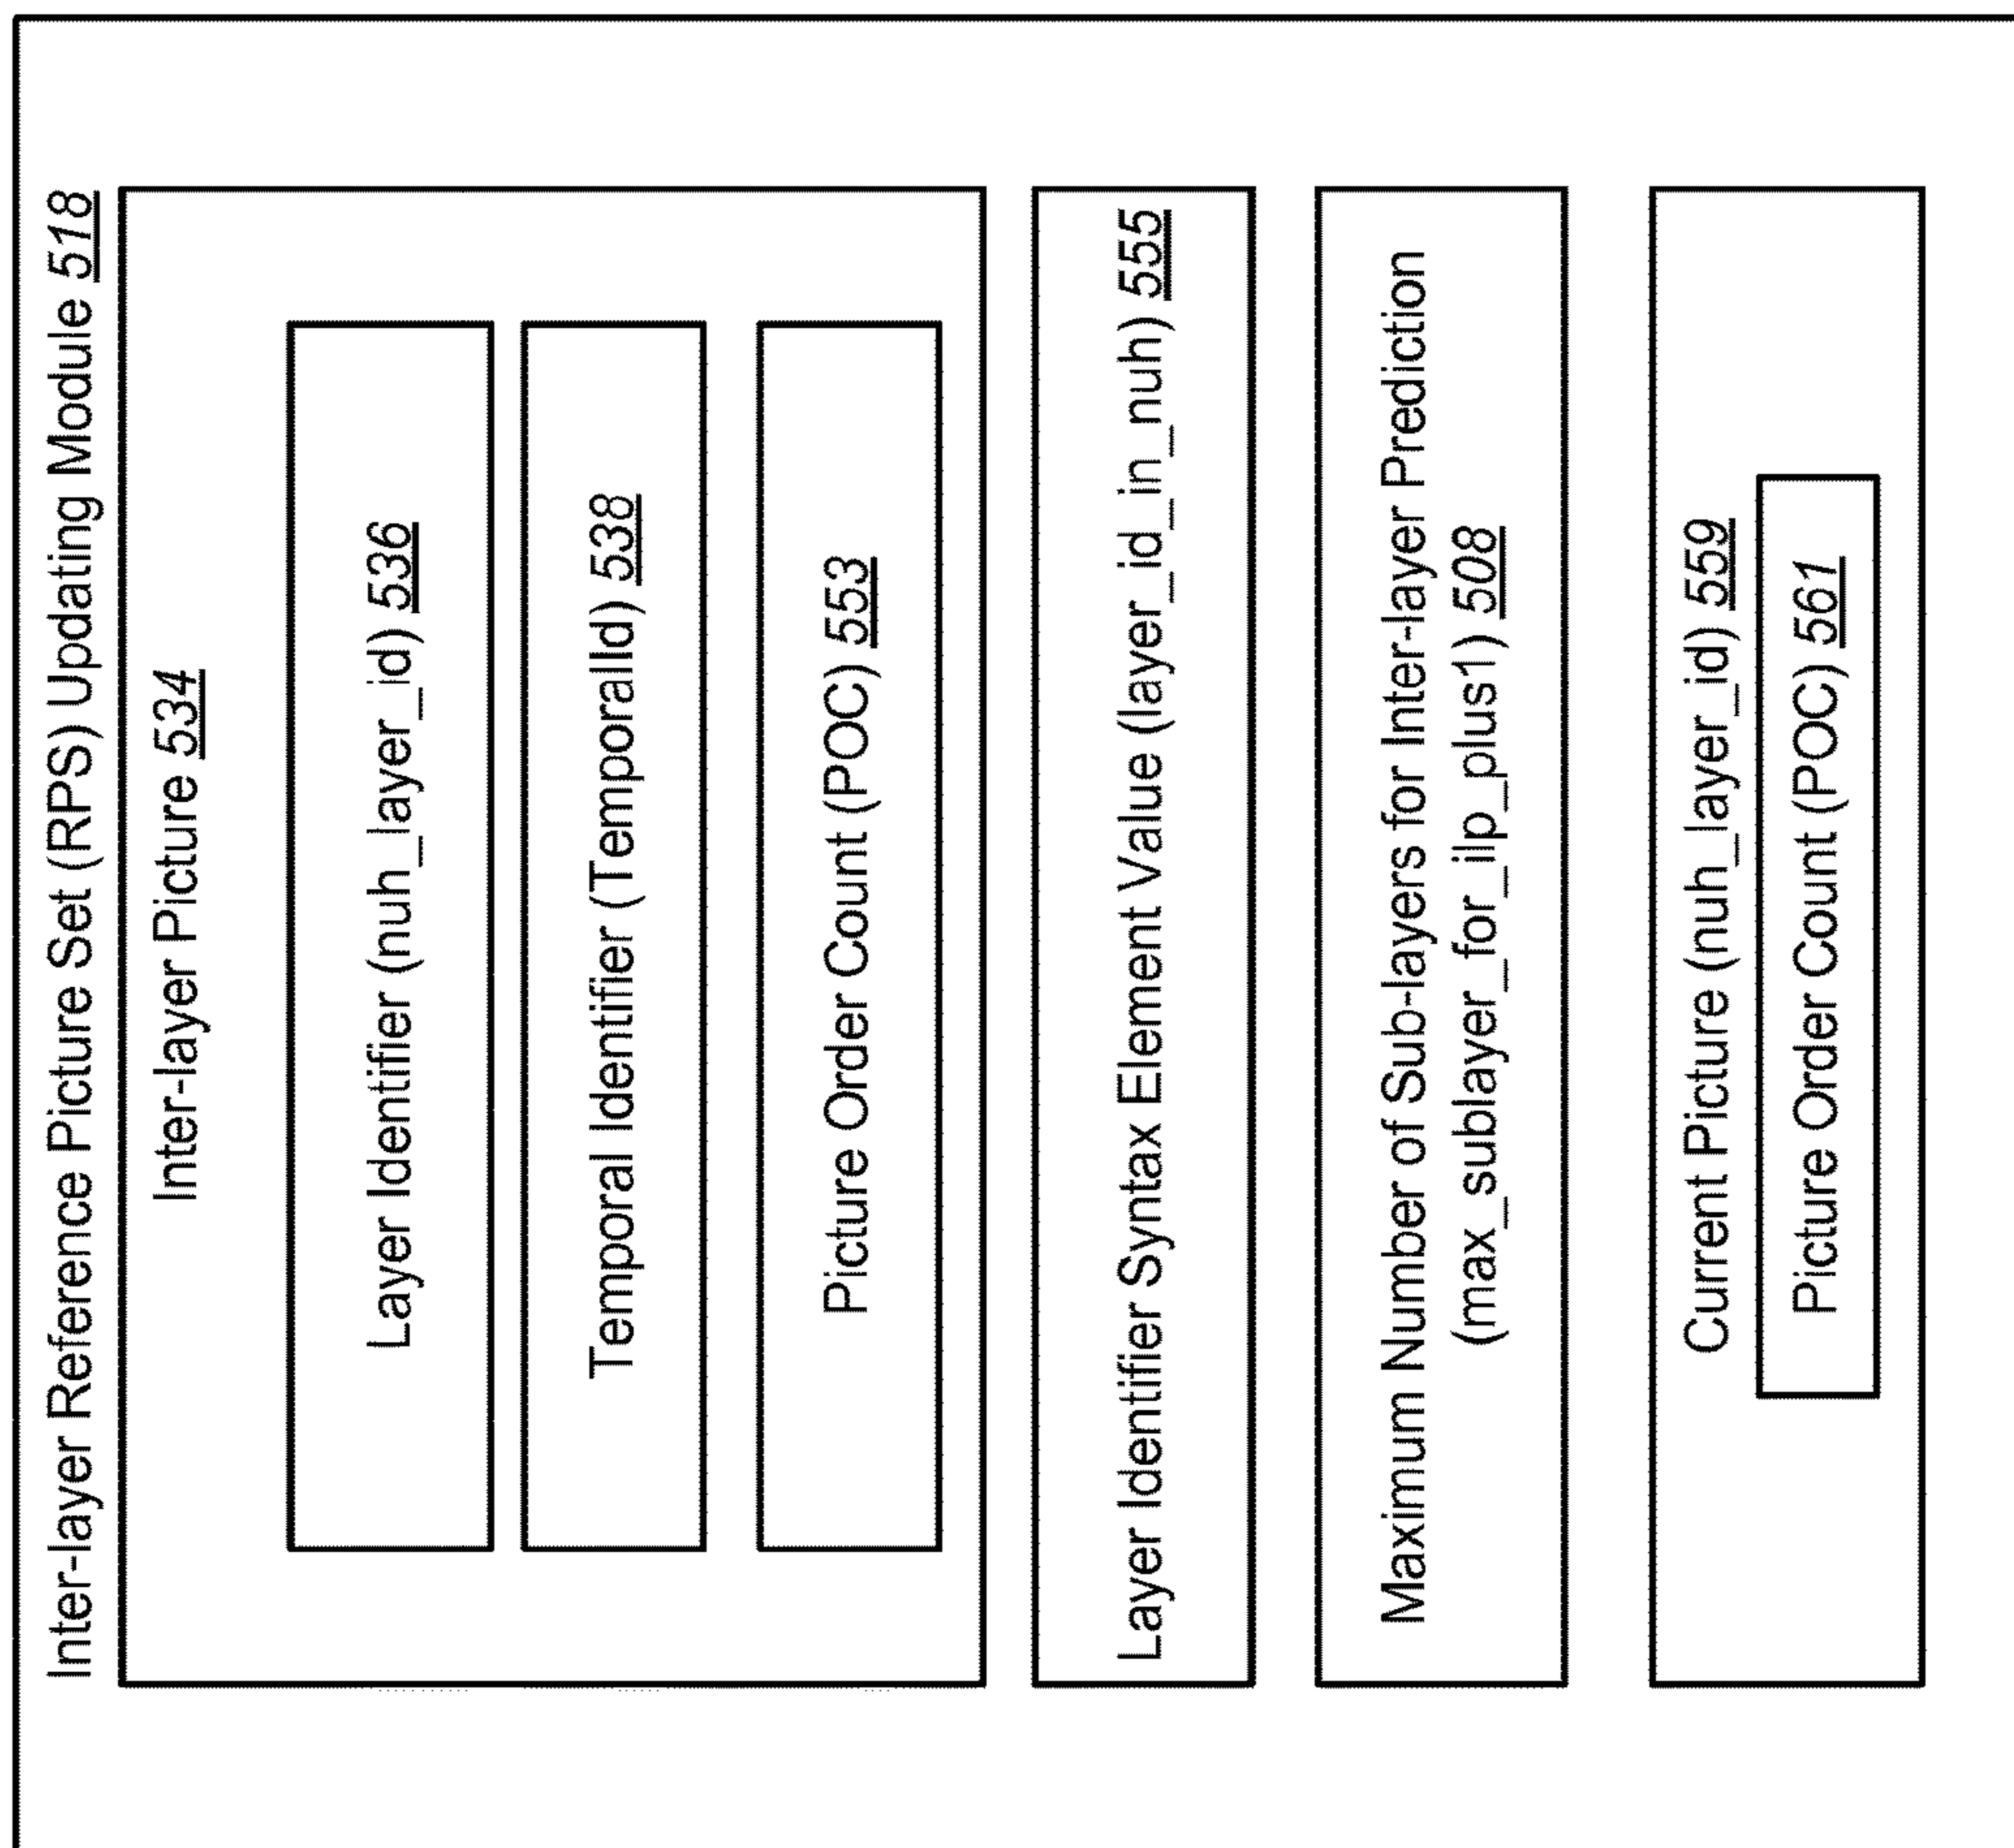 Inter-layer Reference Picture Set (RPS) Updating Module 518
Inter-layer Picture 534
Layer Identifier (nuh_layer_id) 536
Temporal Identifier (TemporalId) 538
Picture Order Count (POC) 553
Layer Identifier Syntax Element Value (layer_id_in_nuh) 555
Maximum Number of Sub-layers for Inter-layer Prediction
(max_sublayer_for_ilp_plus1) 508
Current Picture (nuh_layer_id) 559
Picture Order Count (POC) 561